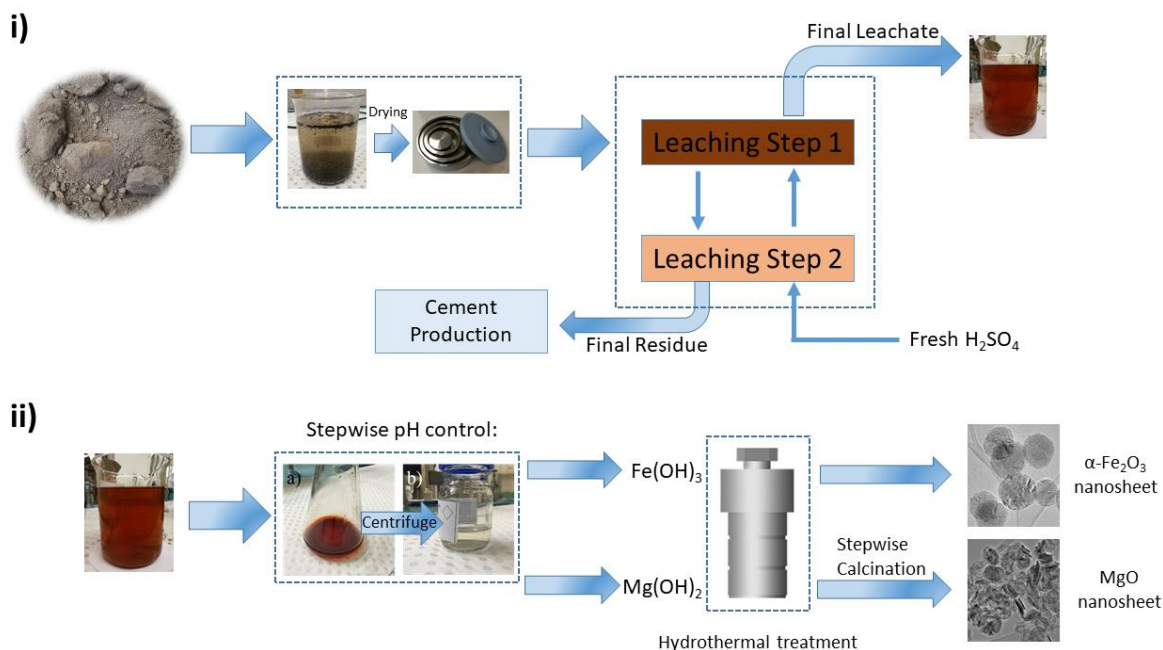 i)
Final Leachate
Drying
Leaching Step 1
Leaching Step 2
Cement
Production
Final Residue
Fresh H₂SO₄
ii)
Stepwise pH control:
a)
b)
Centrifuge
Fe(OH)₃
Mg(OH)₂
Stepwise
Calcination
α-Fe₂O₃
nanosheet
MgO
nanosheet
Hydrothermal treatment